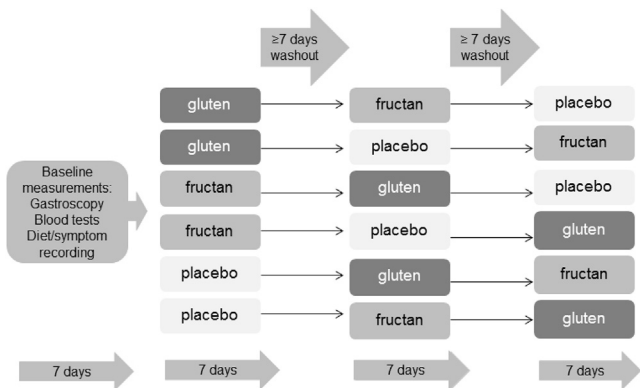 ≥7 days
washout
≥ 7 days
washout
gluten
fructan
placebo
gluten
placebo
fructan
Baseline
measurements:
Gastroscopy
Blood tests
Diet/symptom
recording
fructan
gluten
placebo
fructan
placebo
gluten
placebo
gluten
fructan
placebo
fructan
gluten
7 days
7 days
7 days
7 days